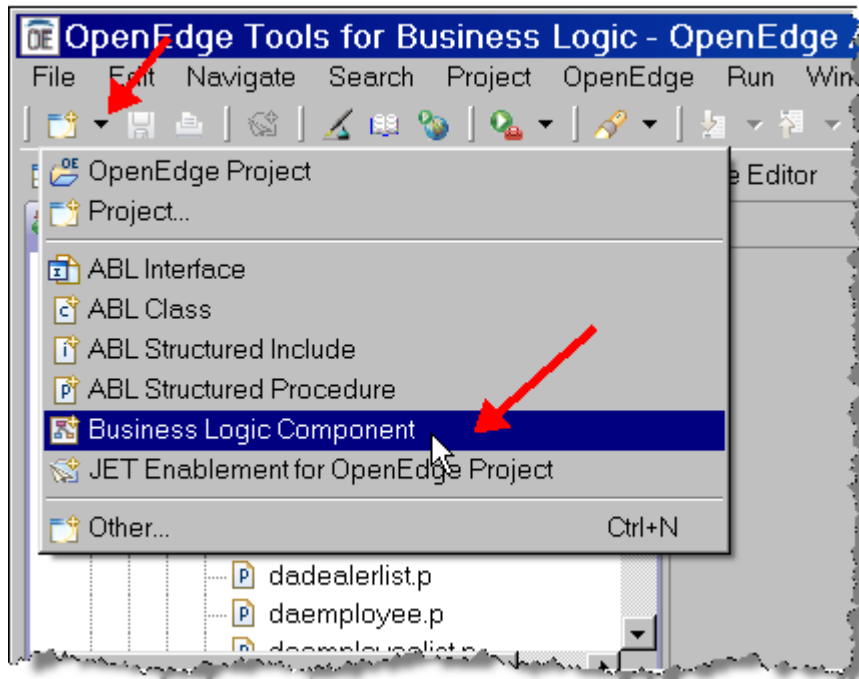 OE OpenEdge Tools for Business Logic - OpenEdge
File Edit Navigate Search Project OpenEdge Run
OE OpenEdge Project
e Editor
Project...
ABL Interface
ABL Class
ABL Structured Include
ABL Structured Procedure
Business Logic Component
JET Enablement for OpenEdge Project
Other... Ctrl+N
dadealerlist.p
daemployee.p